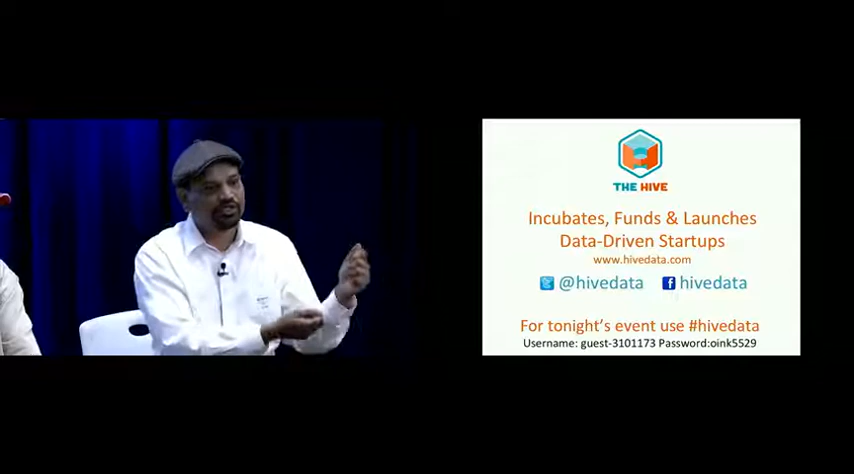 THE HIVE
Incubates, Funds & Launches
Data-Driven Startups
www.hivedata.com
@hivedata hivedata
For tonight's event use #hivedata
Username: guest-3101173 Password:oink5529